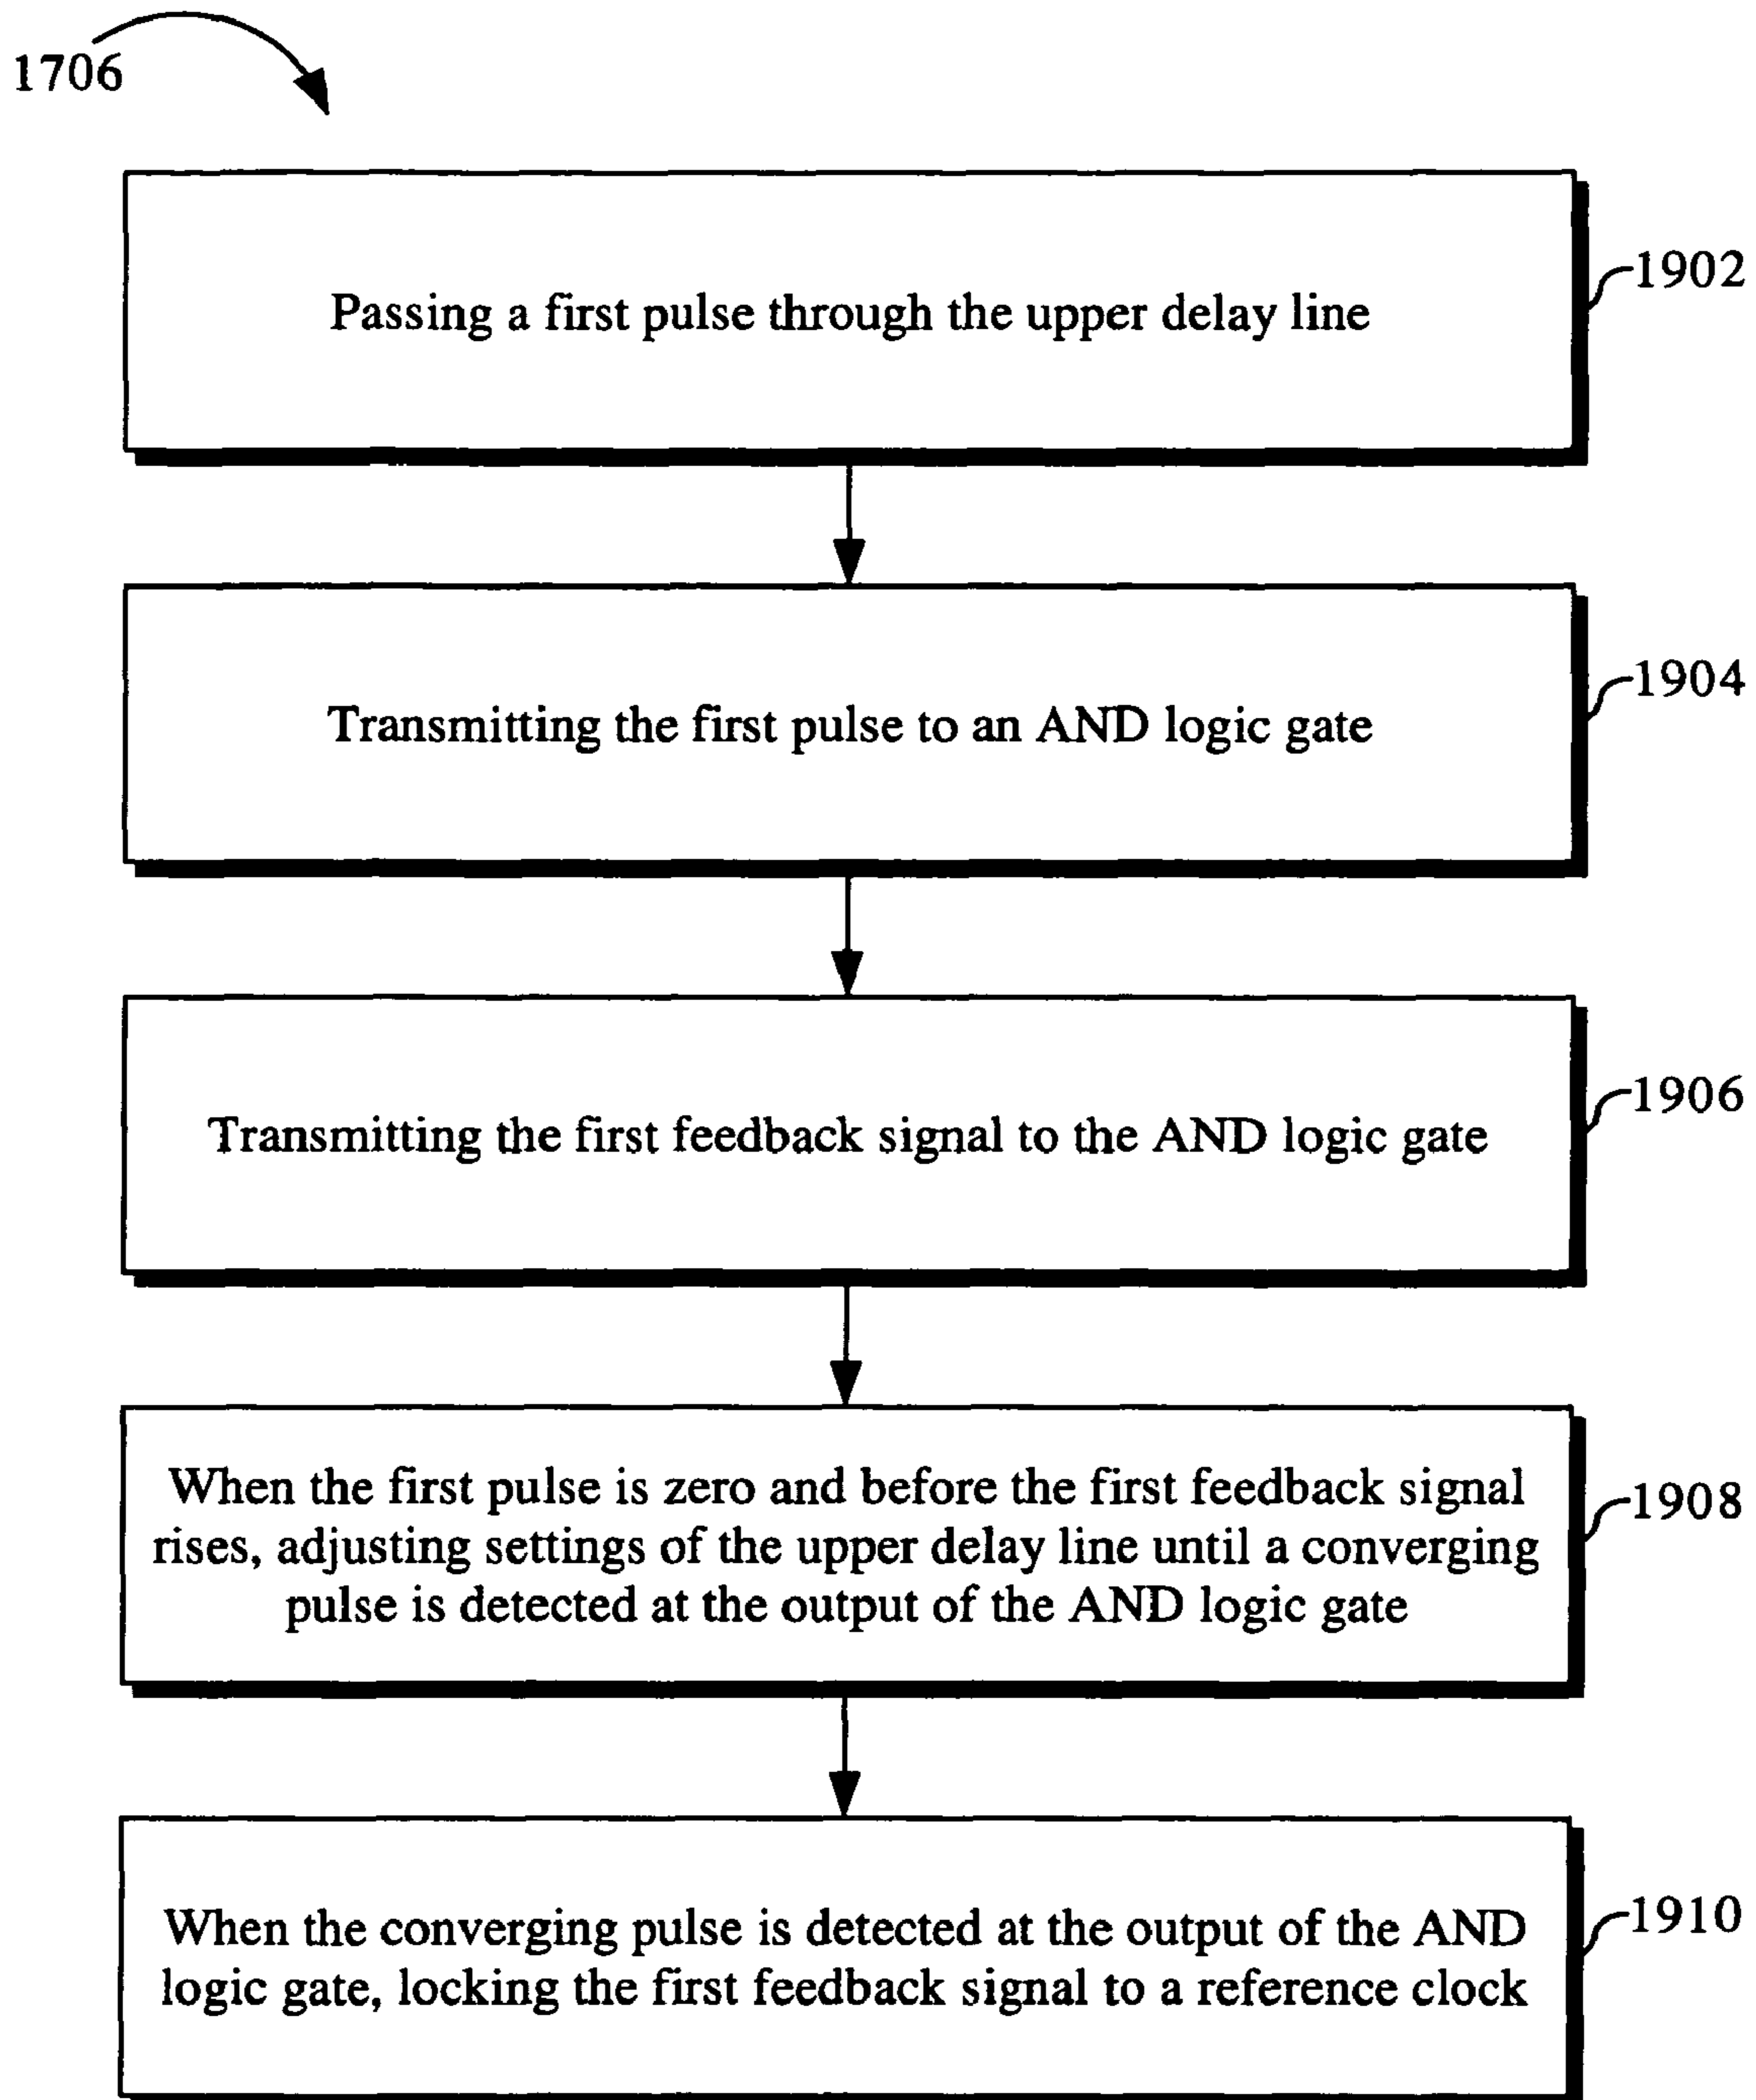 1706
Passing a first pulse through the upper delay line
1902
Transmitting the first pulse to an AND logic gate
1904
Transmitting the first feedback signal to the AND logic gate
1906
When the first pulse is zero and before the first feedback signal
rises, adjusting settings of the upper delay line until a converging
pulse is detected at the output of the AND logic gate
1908
When the converging pulse is detected at the output of the AND
logic gate, locking the first feedback signal to a reference clock
1910